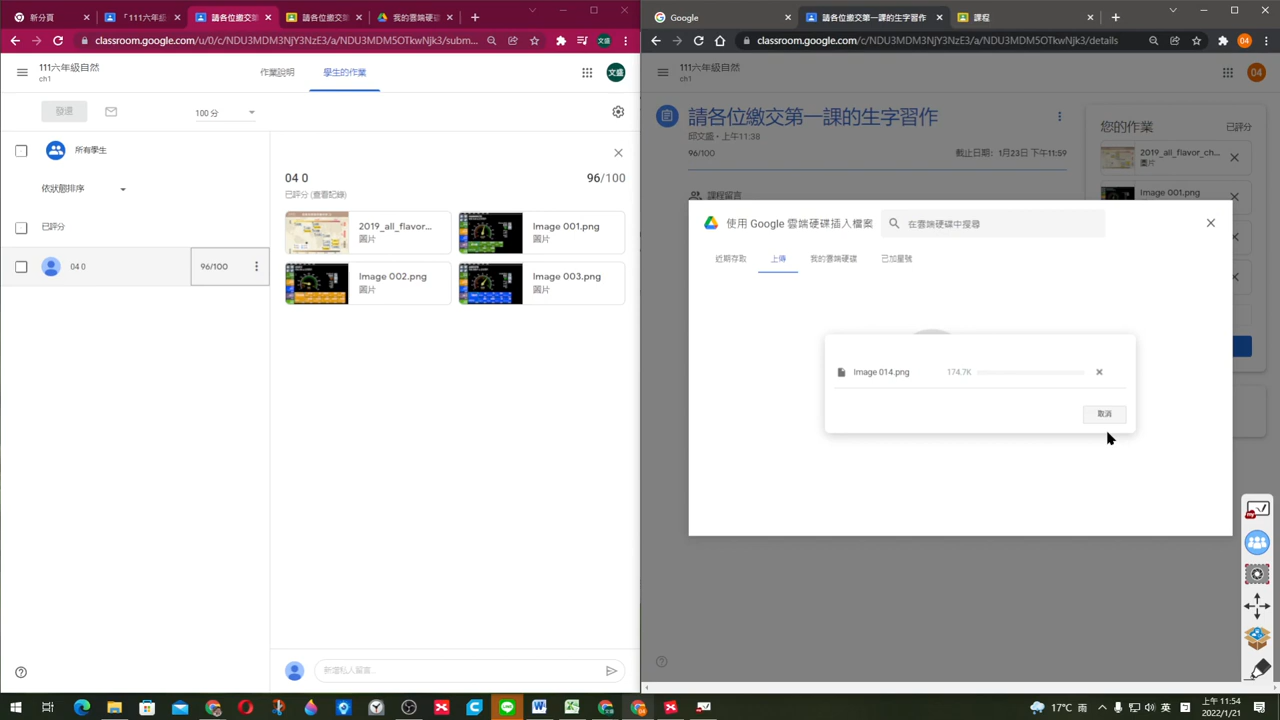 新分頁
「111六年級
請各位繳交第
請各位繳交第
我的雲端硬碟
classroom.google.com/u/0/c/NDU3MDM3NjY3NzE3/a/NDU3MDM5OTkwNjk3/subm...
文盛
111六年級自然
ch1
作業說明
學生的作業
文盛
發還
100 分
所有學生
依狀態排序
已評分
04 0
96/100
04 0
96/100
已評分 (查看記錄)
2019_all_flavor...
圖片
Image 001.png
圖片
Image 002.png
圖片
Image 003.png
圖片
新增私人留言...
Google
請各位繳交第一課的生字習作
課程
classroom.google.com/c/NDU3MDM3NjY3NzE3/a/NDU3MDM5OTkwNjk3/details
04
111六年級自然
ch1
04
請各位繳交第一課的生字習作
邱文盛 • 上午11:38
96/100
截止日期: 1月23日 下午11:59
課程留言
您的作業
已評分
2019_all_flavor_ch...
圖片
Image 001.png
使用 Google 雲端硬碟插入檔案
在雲端硬碟中搜尋
近期存取
上傳
我的雲端硬碟
已加星號
Image 014.png
174.7K
取消
17°C 雨
英
上午 11:54
2022/1/21